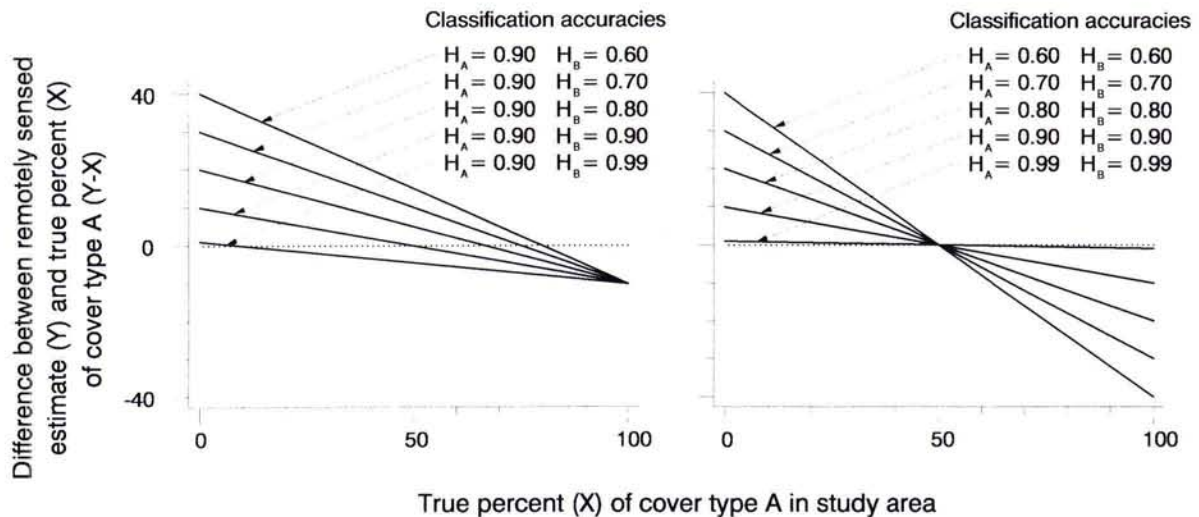 Difference between remotely sensed
estimate (Y) and true percent (X)
of cover type A (Y-X)
Classification accuracies
H_A = 0.90 H_B = 0.60
H_A = 0.90 H_B = 0.70
H_A = 0.90 H_B = 0.80
H_A = 0.90 H_B = 0.90
H_A = 0.90 H_B = 0.99
40
0
-40
0
50
100
Classification accuracies
H_A = 0.60 H_B = 0.60
H_A = 0.70 H_B = 0.70
H_A = 0.80 H_B = 0.80
H_A = 0.90 H_B = 0.90
H_A = 0.99 H_B = 0.99
0
50
100
True percent (X) of cover type A in study area